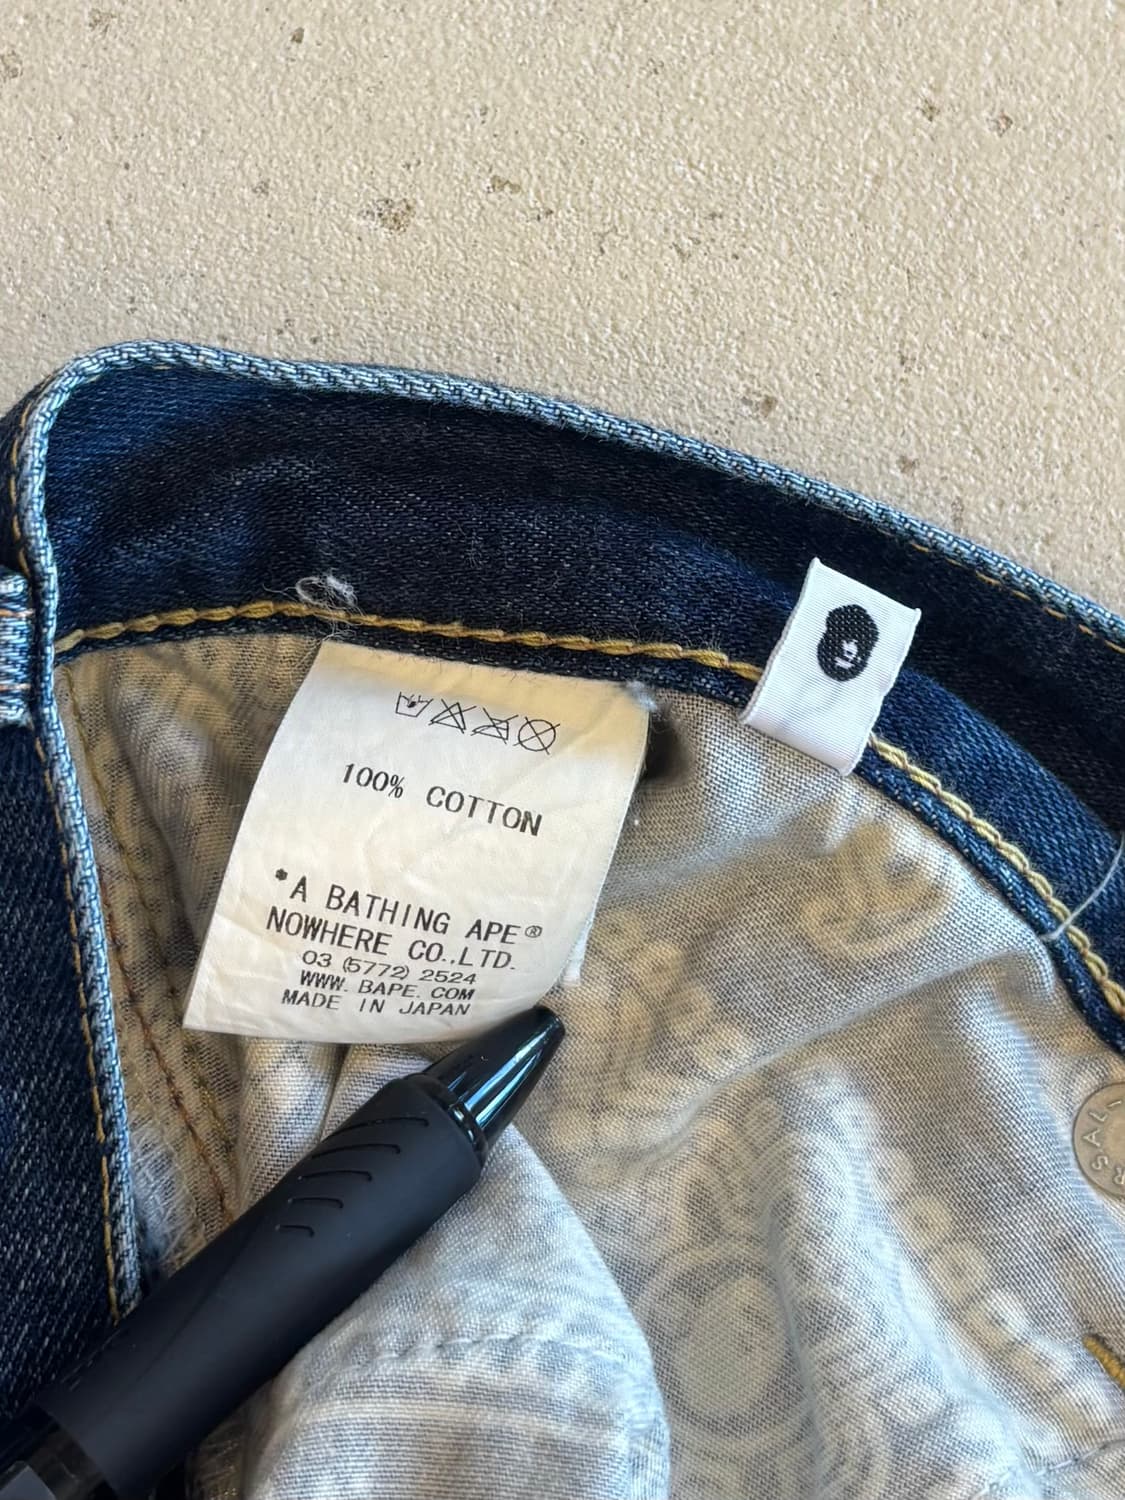 100% COTTON
*A BATHING APE®
NOWHERE CO.,LTD.
03 (5772) 2524
WWW. BAPE. COM
MADE IN JAPAN